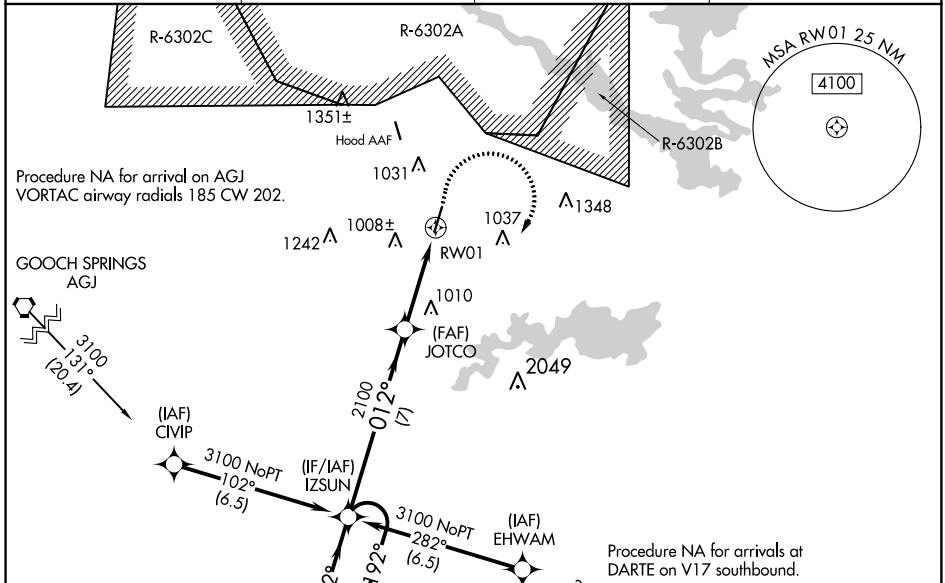 R-6302C
R-6302A
MSA RW01 25 NM
4100
1351±
Hood AAF
R-6302B
1031
Procedure NA for arrival on AGJ
VORTAC airway radials 185 CW 202.
1348
1008±
1037
1242
RW01
GOOCH SPRINGS
AGJ
1010
(FAF)
JOTCO
3100
131°
(20.4)
2049
2100
012°
(7)
(IAF)
CIVIP
3100 NoPT
102°
(6.5)
(IF/IAF)
IZSUN
3100 NoPT
282°
(6.5)
(IAF)
EHWAM
Procedure NA for arrivals at
DARTE on V17 southbound.